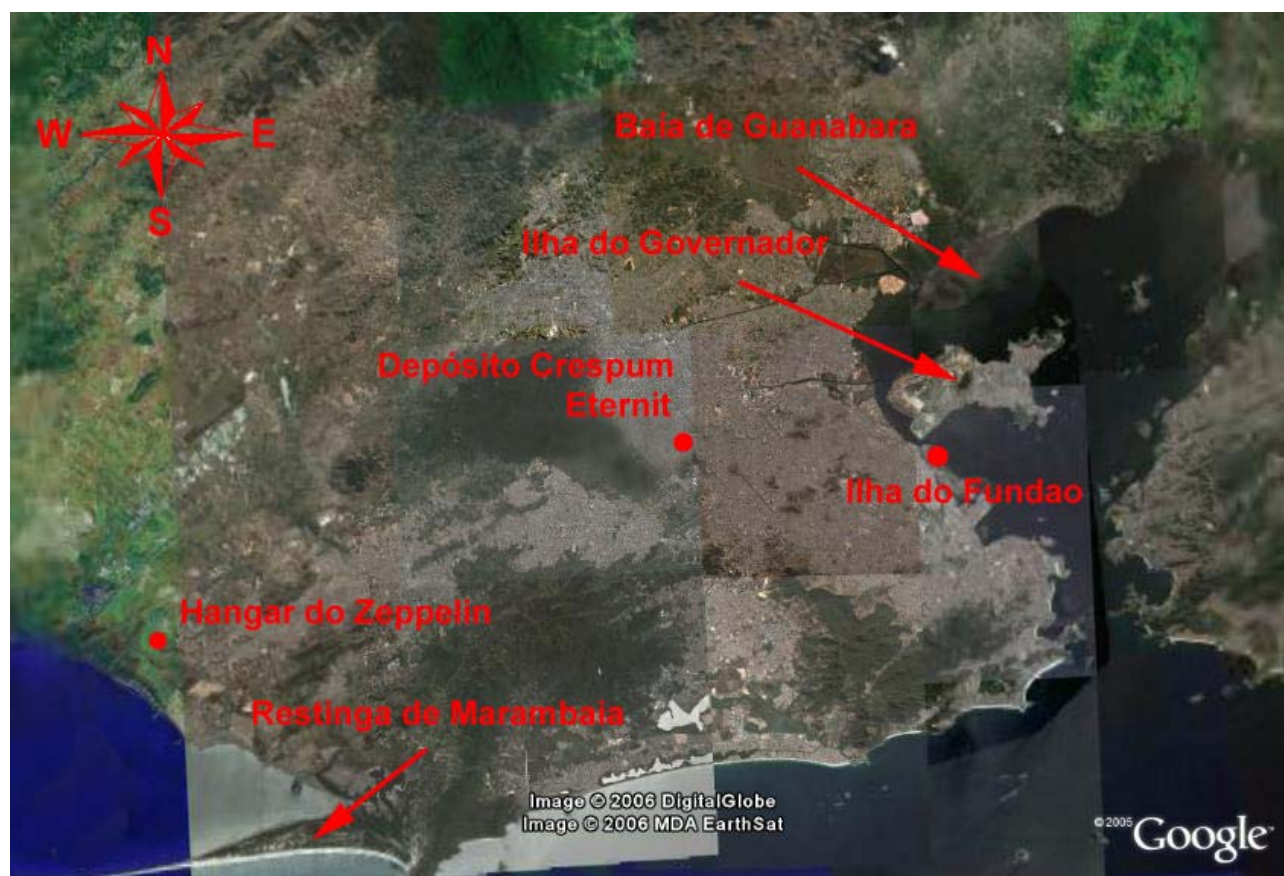 N
W E
S
Baia de Guanabara
Ilha do Governador
Depósito Crespum
Eternit
Ilha do Fundao
Hangar do Zeppelin
Restinga de Marambaia
Image © 2006 DigitalGlobe
Image © 2006 MDA EarthSat
© 2005 Google